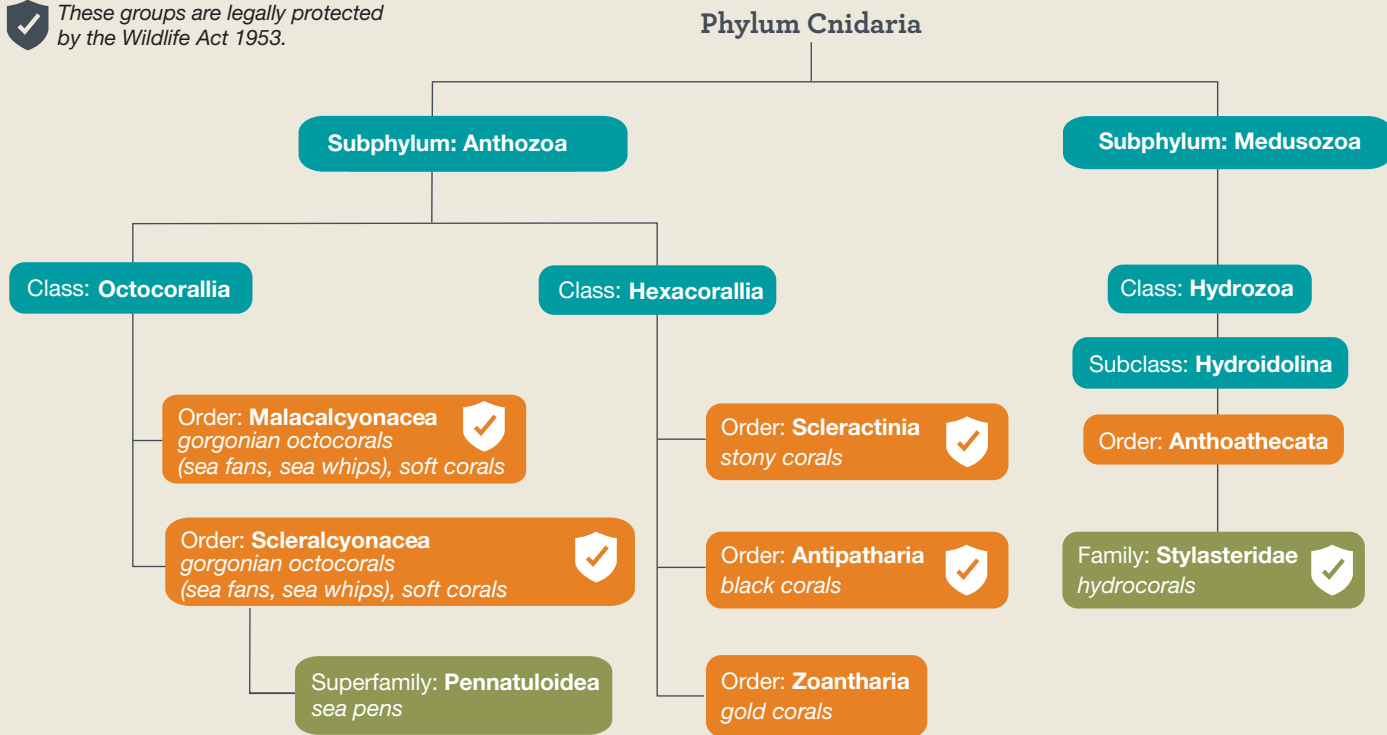 These groups are legally protected
by the Wildlife Act 1953.
Phylum Cnidaria
Subphylum: Anthozoa
Subphylum: Medusozoa
Class: Octocorallia
Class: Hexacorallia
Class: Hydrozoa
Subclass: Hydroidolina
Order: Malacalcyonacea
gorgonian octocorals
(sea fans, sea whips), soft corals
Order: Scleractinia
stony corals
Order: Anthoathecata
Order: Scleralcyonacea
gorgonian octocorals
(sea fans, sea whips), soft corals
Order: Antipatharia
black corals
Family: Stylasteridae
hydrocorals
Superfamily: Pennatuloidea
sea pens
Order: Zoantharia
gold corals